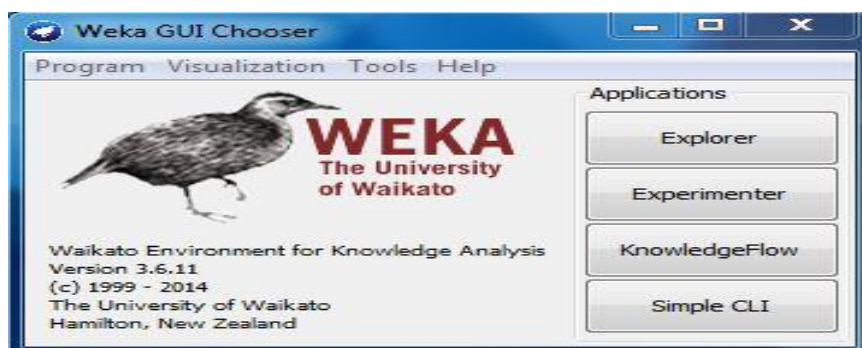 Weka GUI Chooser
Program Visualization Tools Help
WEKA
The University
of Waikato
Waikato Environment for Knowledge Analysis
Version 3.6.11
(c) 1999 - 2014
The University of Waikato
Hamilton, New Zealand
Applications
Explorer
Experimenter
KnowledgeFlow
Simple CLI